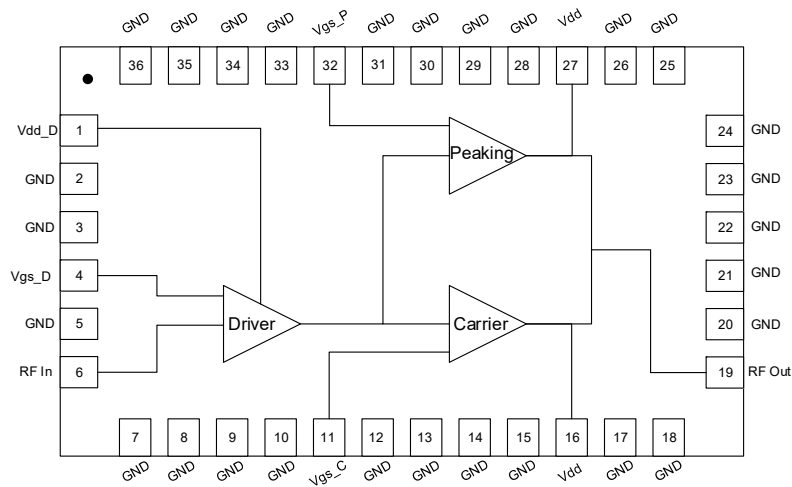 GND GND GND GND Vgs_P GND GND GND GND Vdd GND GND
36 35 34 33 32 31 30 29 28 27 26 25
Vdd_D 1
GND 2
GND 3
Vgs_D 4
GND 5
RF In 6
Peaking
Driver
Carrier
24 GND
23 GND
22 GND
21 GND
20 GND
19 RF Out
7 8 9 10 11 12 13 14 15 16 17 18
GND GND GND GND Vgs_C GND GND GND GND Vdd GND GND